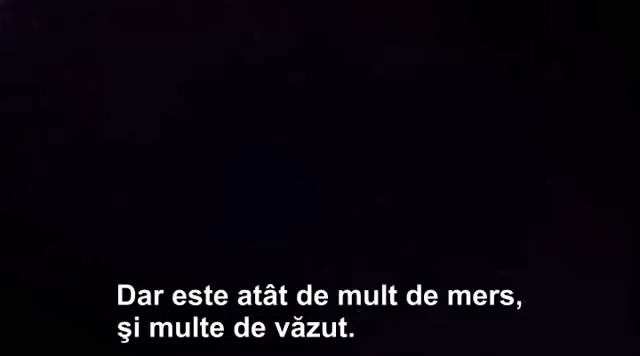 Dar este atât de mult de mers,
şi multe de văzut.